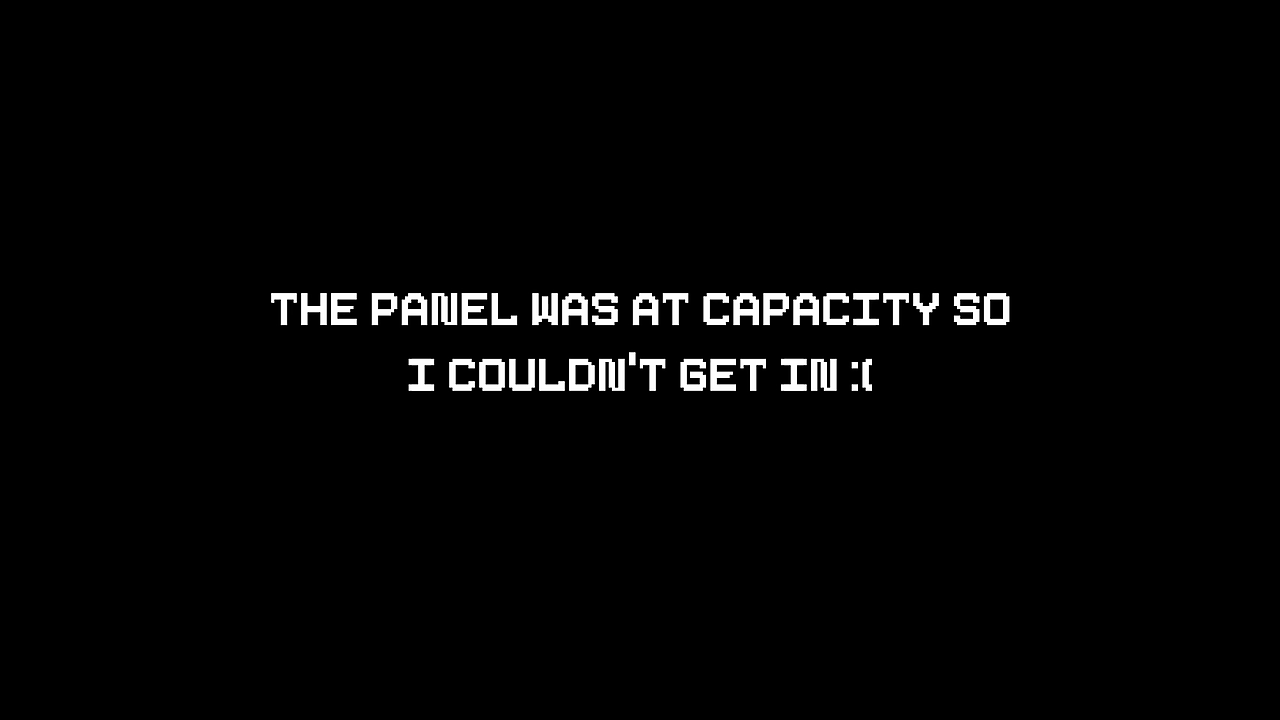 THE PANEL WAS AT CAPACITY SO
I COULDN'T GET IN :(